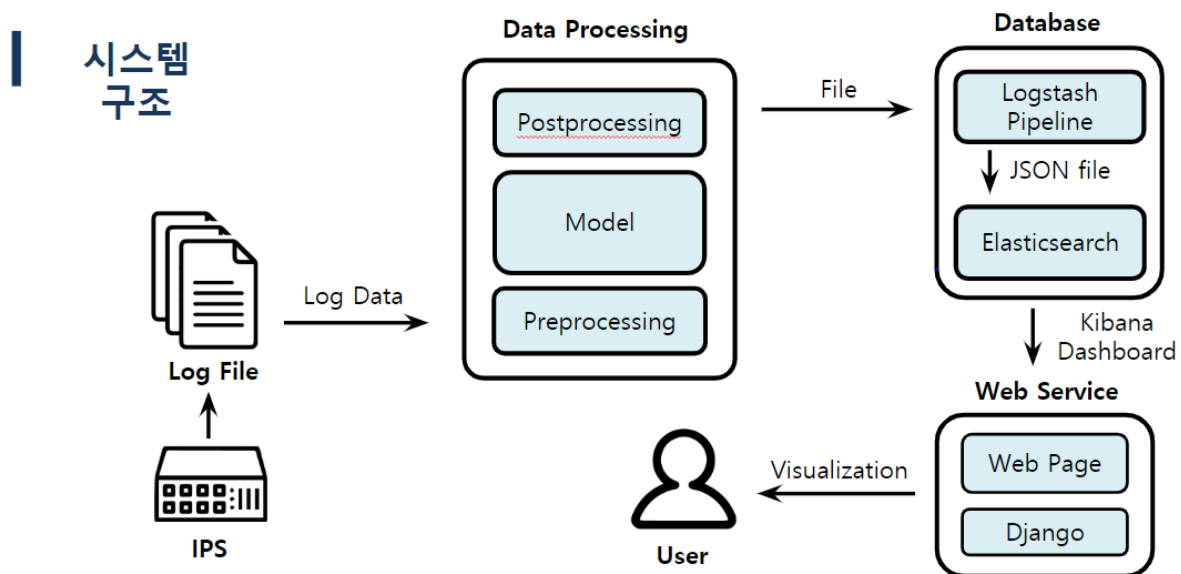 시스템
구조
Data Processing
Postprocessing
Model
Preprocessing
Log Data
Log File
IPS
File
Database
Logstash
Pipeline
JSON file
Elasticsearch
Kibana
Dashboard
Web Service
Web Page
Django
Visualization
User